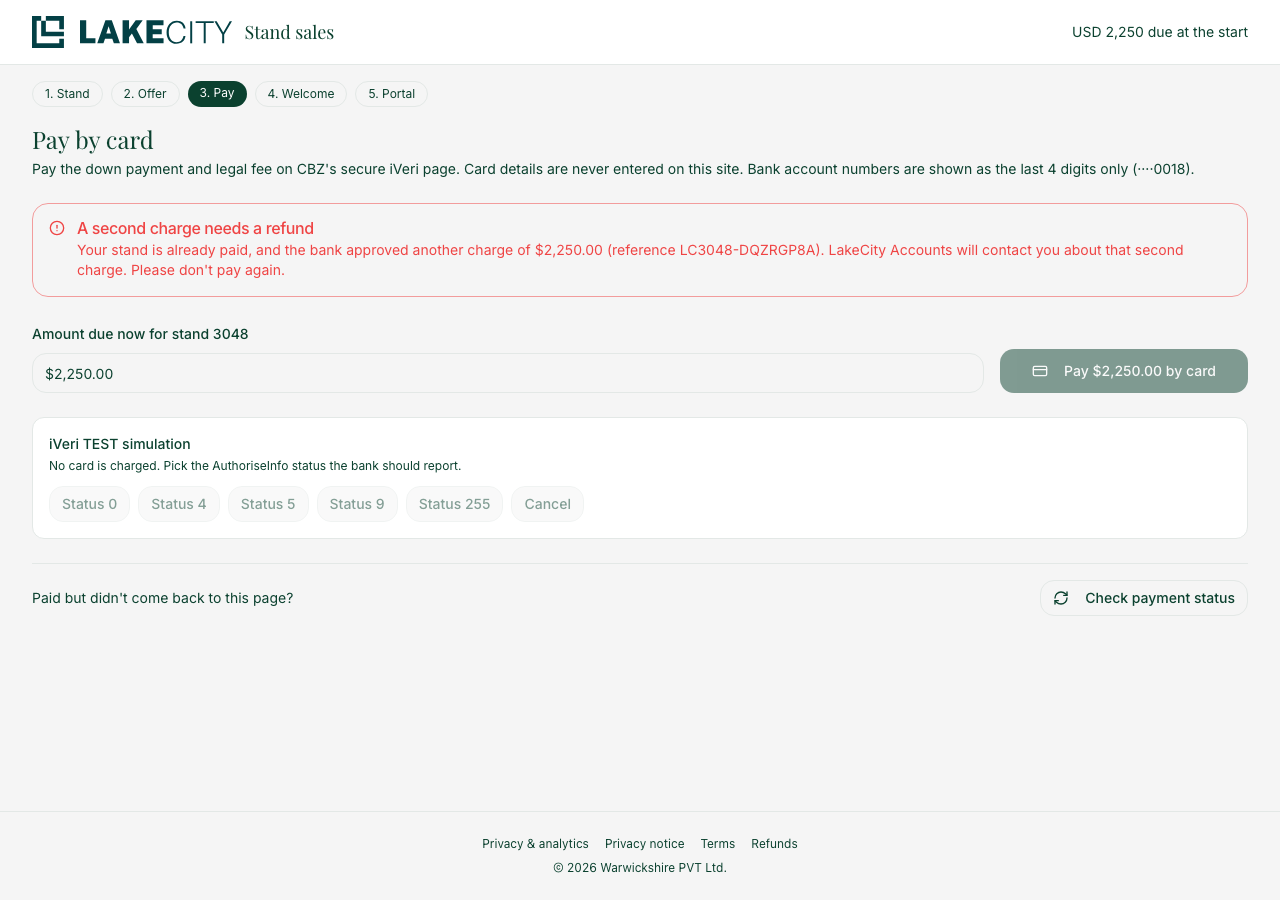 LAKECITY Stand sales
USD 2,250 due at the start
1. Stand
2. Offer
3. Pay
4. Welcome
5. Portal
Pay by card
Pay the down payment and legal fee on CBZ's secure iVeri page. Card details are never entered on this site. Bank account numbers are shown as the last 4 digits only (····0018).
A second charge needs a refund
Your stand is already paid, and the bank approved another charge of $2,250.00 (reference LC3048-DQZRGP8A). LakeCity Accounts will contact you about that second
charge. Please don't pay again.
Amount due now for stand 3048
$2,250.00
Pay $2,250.00 by card
iVeri TEST simulation
No card is charged. Pick the AuthoriseInfo status the bank should report.
Status 0
Status 4
Status 5
Status 9
Status 255
Cancel
Paid but didn't come back to this page?
Check payment status
Privacy & analytics
Privacy notice
Terms
Refunds
© 2026 Warwickshire PVT Ltd.